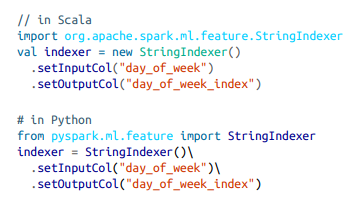 // in Scala
import org.apache.spark.ml.feature.StringIndexer
val indexer = new StringIndexer()
  .setInputCol("day_of_week")
  .setOutputCol("day_of_week_index")
# in Python
from pyspark.ml.feature import StringIndexer
indexer = StringIndexer()\
  .setInputCol("day_of_week")\
  .setOutputCol("day_of_week_index")